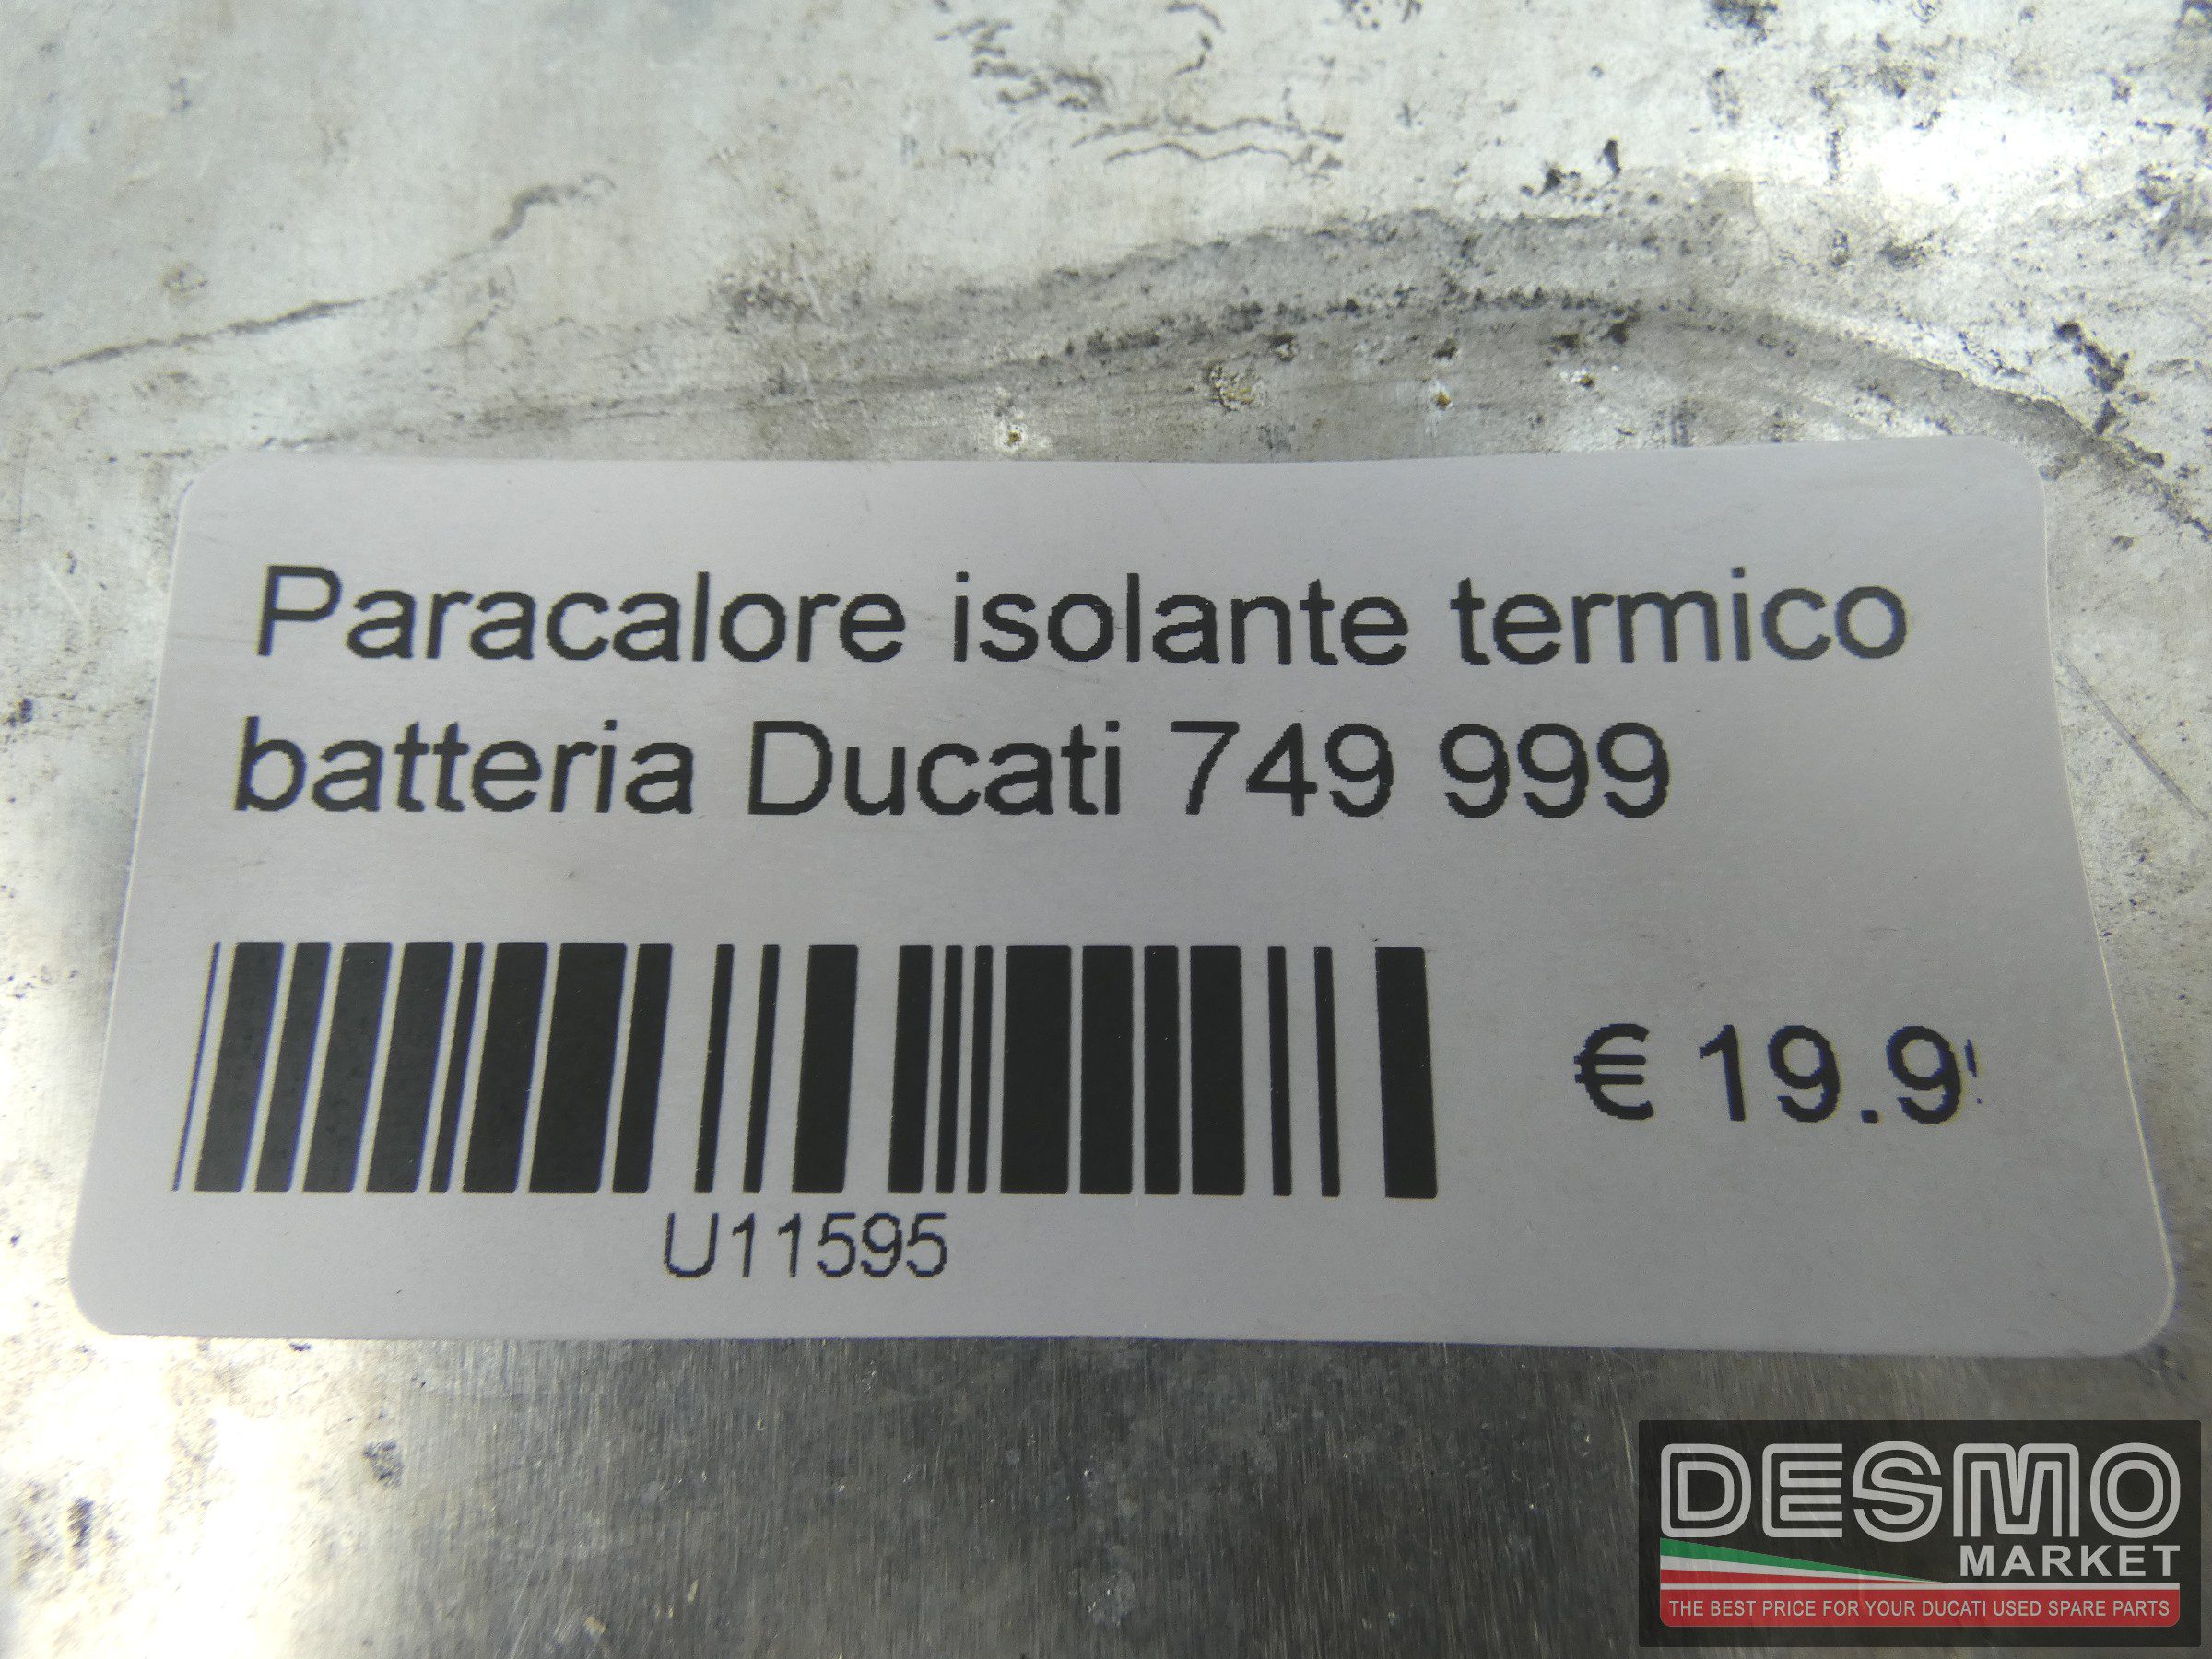 Paracalore isolante termico
batteria Ducati 749 999
€ 19.9
U11595
DESMO
MARKET
THE BEST PRICE FOR YOUR DUCATI USED SPARE PARTS